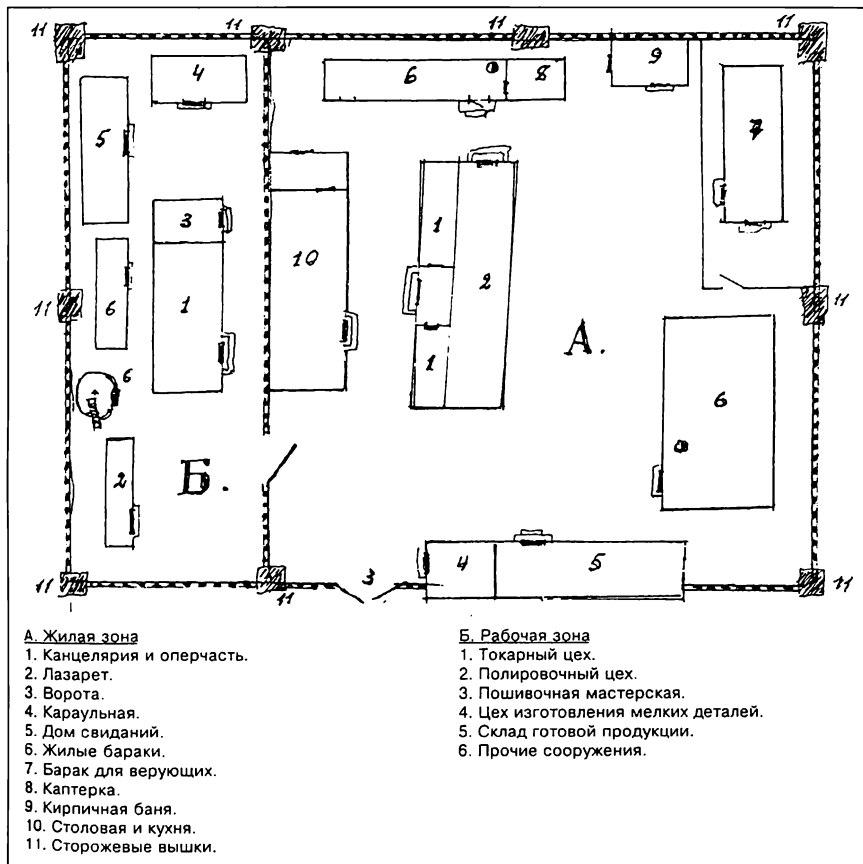 11 11 11 11
4 6 8 9
5 7
3 1
10 2
1
11 6 A. 11
6 1 6
2 Б.
4 5
11 11 3 11
А. Жилая зона
1. Канцелярия и оперчасть.
2. Лазарет.
3. Ворота.
4. Караульная.
5. Дом свиданий.
6. Жилые бараки.
7. Барак для верующих.
8. Каптерка.
9. Кирпичная баня.
10. Столовая и кухня.
11. Сторожевые вышки.
Б. Рабочая зона
1. Токарный цех.
2. Полировочный цех.
3. Пошивочная мастерская.
4. Цех изготовления мелких деталей.
5. Склад готовой продукции.
6. Прочие сооружения.